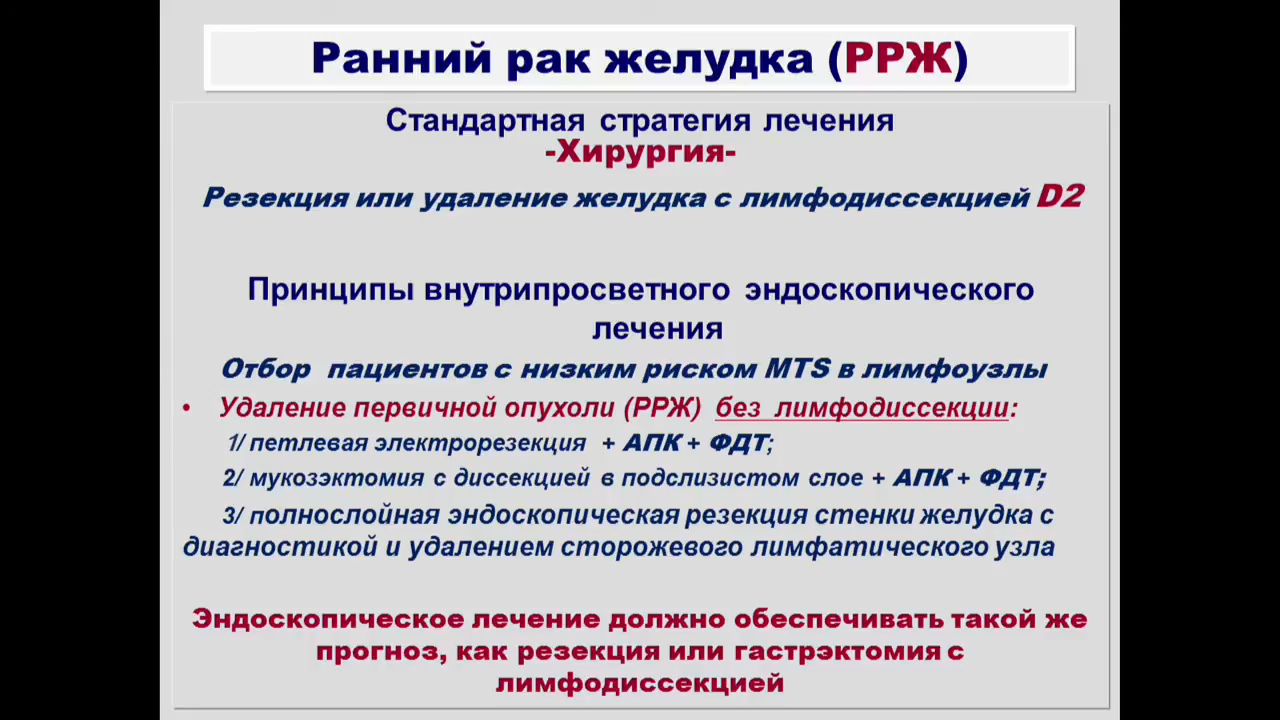 Ранний рак желудка (РРЖ)
Стандартная стратегия лечения
-Хирургия-
Резекция или удаление желудка с лимфодиссекцией D2
Принципы внутрипросветного эндоскопического
лечения
Отбор пациентов с низким риском MTS в лимфоузлы
• Удаление первичной опухоли (РРЖ) без лимфодиссекции:
1/ петлевая электрорезекция + АПК + ФДТ;
2/ мукозэктомия с диссекцией в подслизистом слое + АПК + ФДТ;
3/ полнослойная эндоскопическая резекция стенки желудка с
диагностикой и удалением сторожевого лимфатического узла
Эндоскопическое лечение должно обеспечивать такой же
прогноз, как резекция или гастрэктомия с
лимфодиссекцией